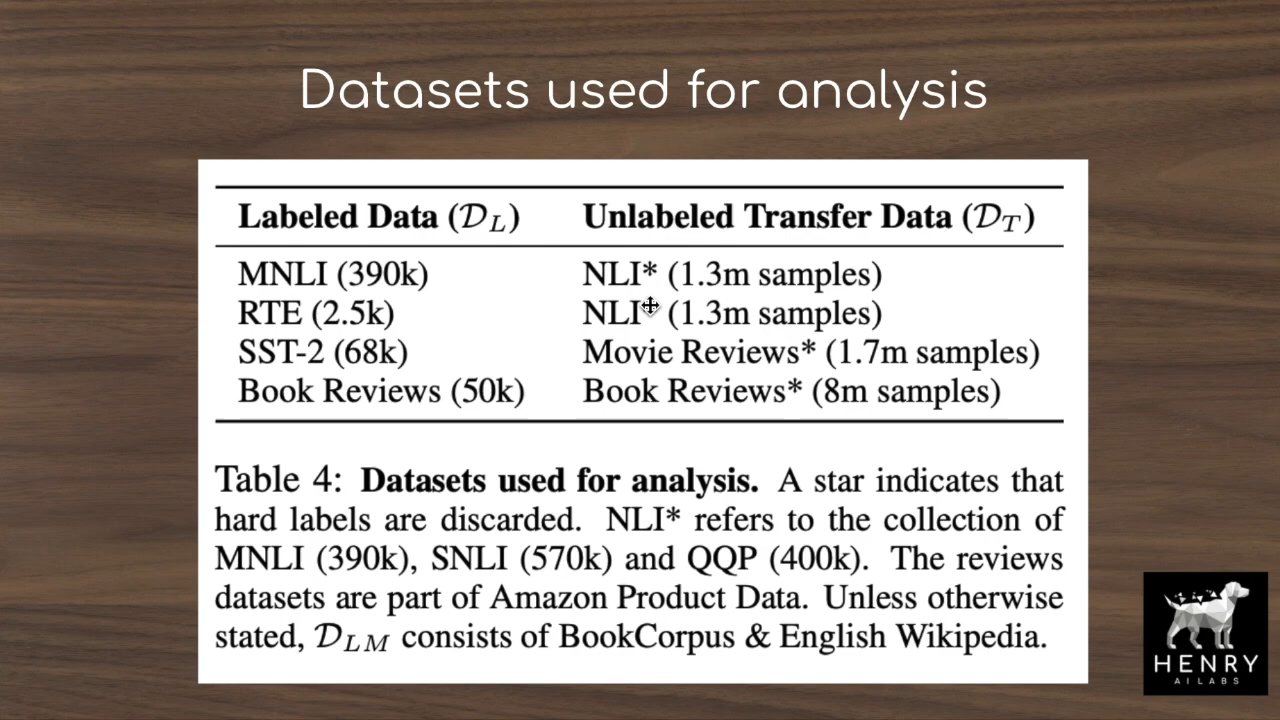 Datasets used for analysis
Labeled Data (𝒟_L) Unlabeled Transfer Data (𝒟_T)
MNLI (390k) NLI* (1.3m samples)
RTE (2.5k) NLI* (1.3m samples)
SST-2 (68k) Movie Reviews* (1.7m samples)
Book Reviews (50k) Book Reviews* (8m samples)
Table 4: Datasets used for analysis. A star indicates that
hard labels are discarded. NLI* refers to the collection of
MNLI (390k), SNLI (570k) and QQP (400k). The reviews
datasets are part of Amazon Product Data. Unless otherwise
stated, 𝒟_LM consists of BookCorpus & English Wikipedia.
HENRY
AI LABS